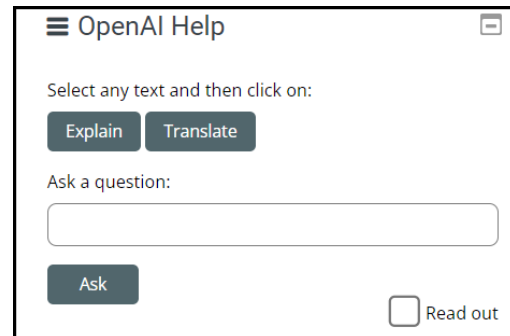 OpenAI Help
Select any text and then click on:
Explain Translate
Ask a question:
Ask
Read out